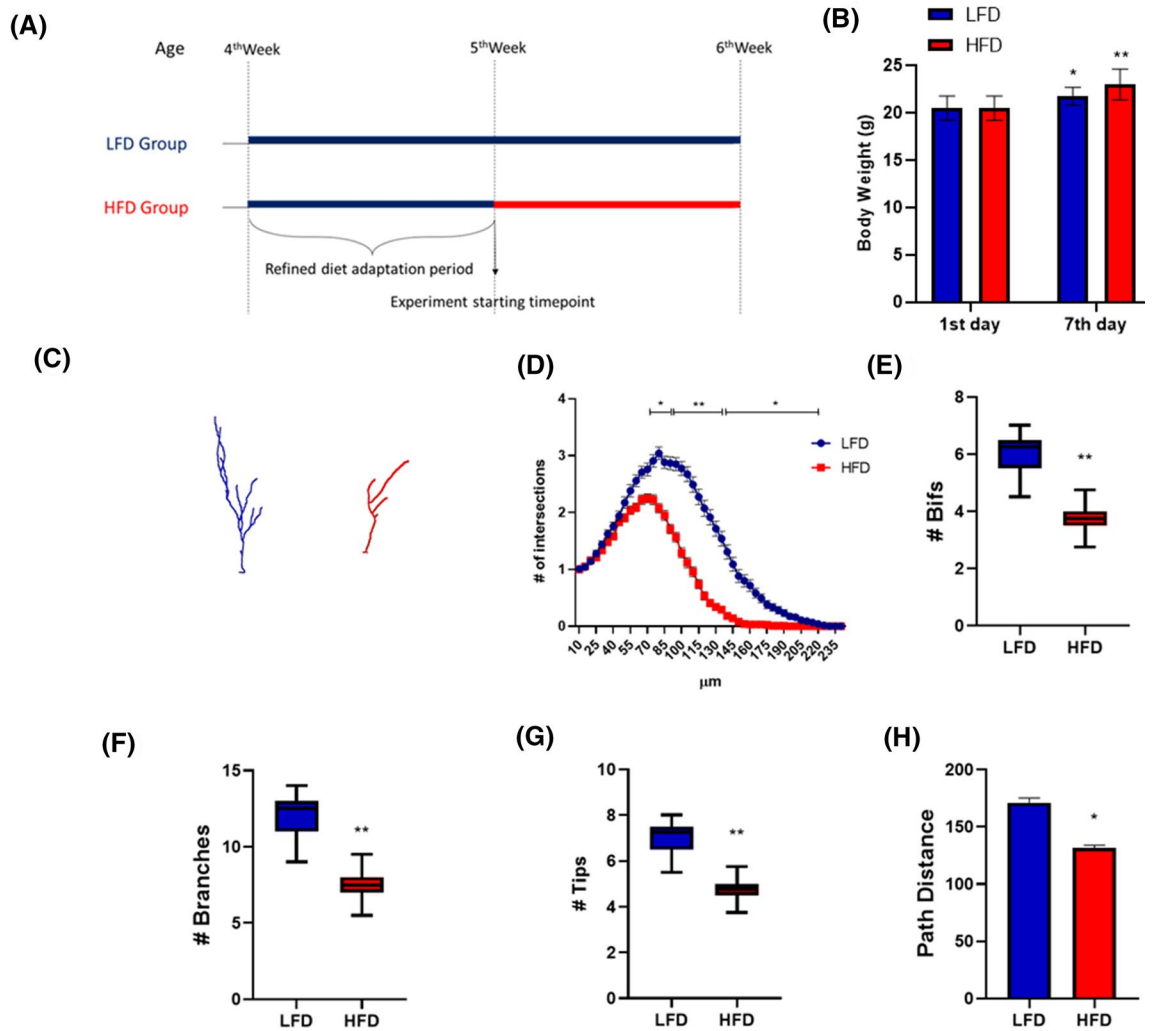 (A)
Age
4thWeek
5thWeek
6thWeek
LFD Group
HFD Group
Refined diet adaptation period
Experiment starting timepoint
(B)
LFD
HFD
Body Weight (g)
25
20
15
10
5
0
*
**
1st day
7th day
(C)
(D)
# of intersections
4
3
2
1
0
*
**
*
LFD
HFD
10
25
40
55
70
85
100
115
130
145
160
175
190
205
220
235
μm
(E)
# Bifs
8
6
4
2
0
**
LFD
HFD
(F)
# Branches
15
10
5
0
**
LFD
HFD
(G)
# Tips
10
8
6
4
2
0
**
LFD
HFD
(H)
Path Distance
200
150
100
50
0
*
LFD
HFD